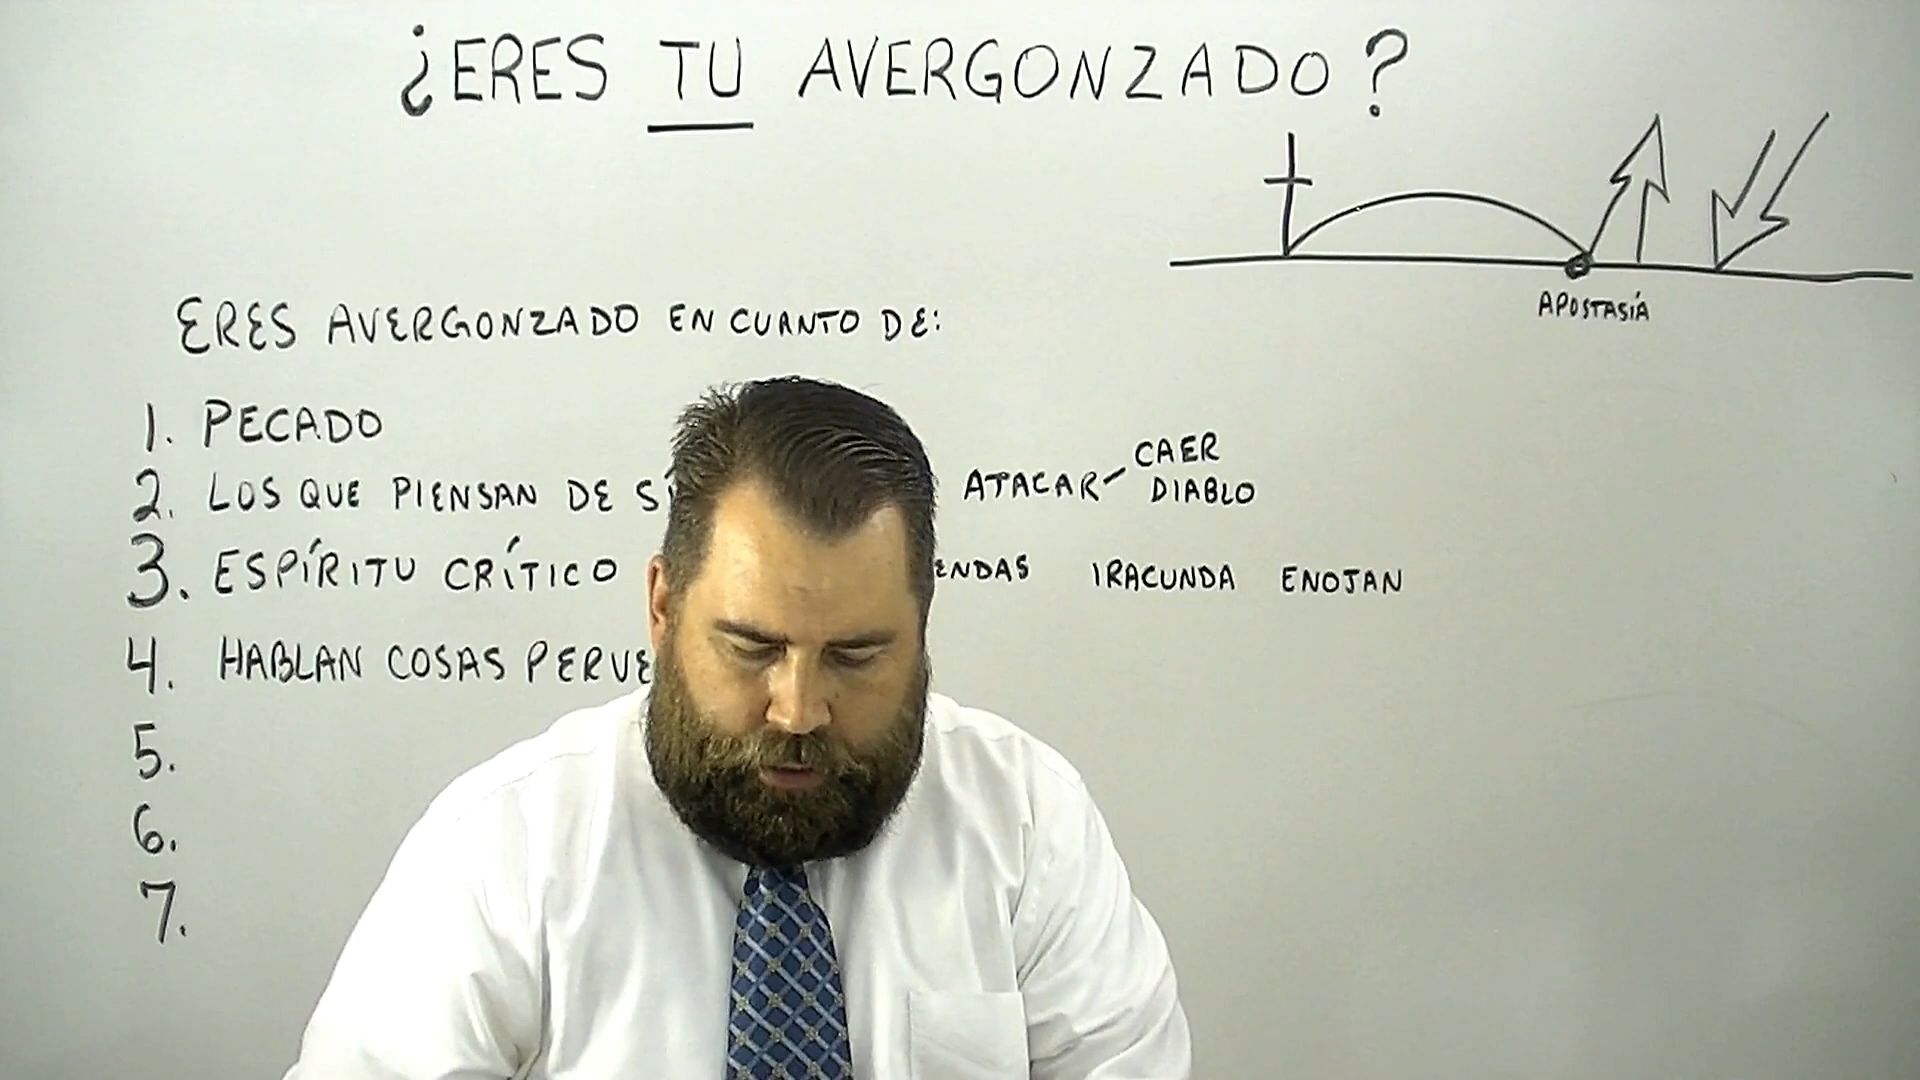 ¿ERES TU AVERGONZADO?
APOSTASÍA
ERES AVERGONZADO EN CUANTO DE:
1. PECADO
2. LOS QUE PIENSAN DE SÍ ATACAR - CAER
DIABLO
3. ESPÍRITU CRÍTICO IRACUNDA ENOJAN
4. HABLAN COSAS
5.
6.
7.